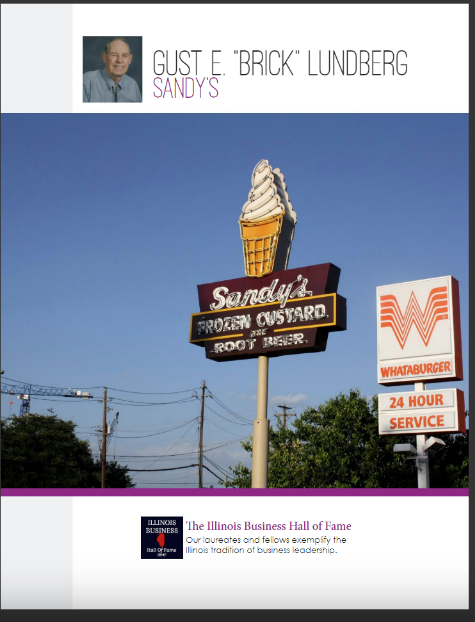 GUST E. "BRICK" LUNDBERG
SANDY'S
Sandy's
FROZEN CUSTARD
AND
ROOT BEER
W
WHATABURGER
24 HOUR
SERVICE
ILLINOIS
BUSINESS
Hall Of Fame
The Illinois Business Hall of Fame
Our laureates and fellows exemplify the
Illinois tradition of business leadership.